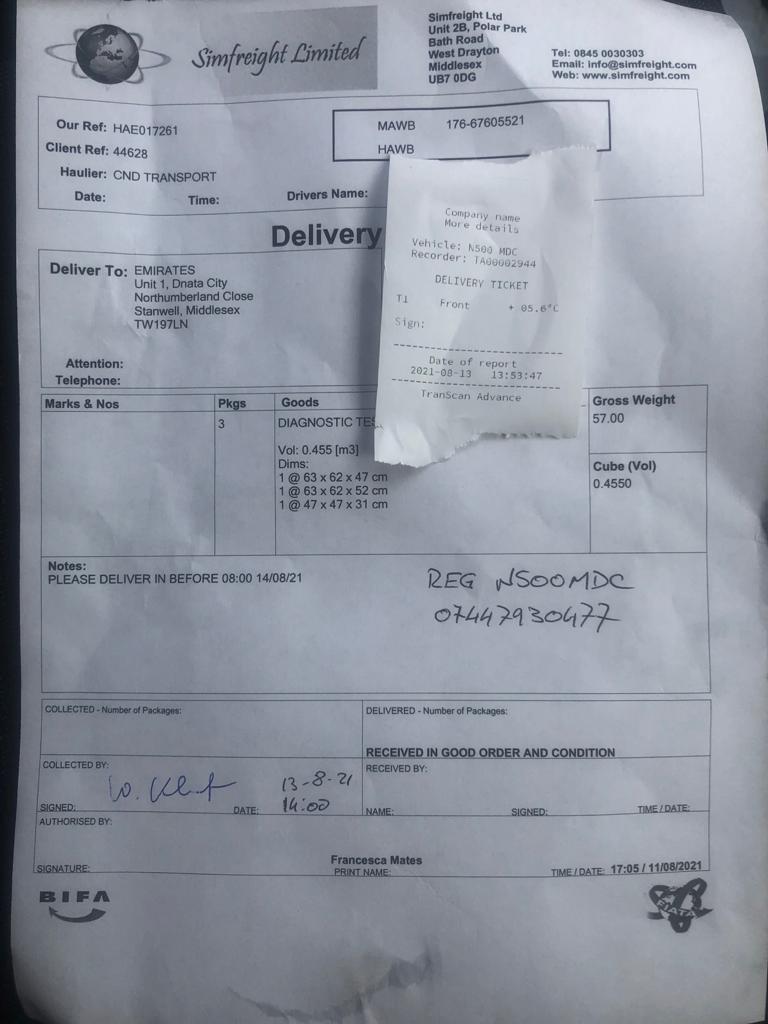 Simfreight Limited
Simfreight Ltd
Unit 2B, Polar Park
Bath Road
West Drayton
Middlesex
UB7 0DG
Tel: 0845 0030303
Email: info@simfreight.com
Web: www.simfreight.com
Our Ref: HAE017261
Client Ref: 44628
Haulier: CND TRANSPORT
Date: Time: Drivers Name:
MAWB 176-67605521
HAWB
Delivery
Deliver To: EMIRATES
Unit 1, Dnata City
Northumberland Close
Stanwell, Middlesex
TW197LN
Attention:
Telephone:
Company name
More details
Vehicle: N500 MDC
Recorder: TA00002944
DELIVERY TICKET
T1 Front + 05.6°C
Sign:
Date of report
2021-08-13 13:53:47
TranScan Advance
Marks & Nos Pkgs Goods Gross Weight
3 DIAGNOSTIC TES 57.00
Vol: 0.455 [m3]
Dims:
1 @ 63 x 62 x 47 cm
1 @ 63 x 62 x 52 cm
1 @ 47 x 47 x 31 cm
Cube (Vol)
0.4550
Notes:
PLEASE DELIVER IN BEFORE 08:00 14/08/21
REG N500MDC
07447930477
COLLECTED - Number of Packages:
DELIVERED - Number of Packages:
RECEIVED IN GOOD ORDER AND CONDITION
COLLECTED BY:
RECEIVED BY:
13-8-21
14:00
SIGNED: DATE:
NAME: SIGNED: TIME / DATE:
AUTHORISED BY:
Francesca Mates
SIGNATURE: PRINT NAME: TIME / DATE: 17:05 / 11/08/2021
BIFA
FIATA